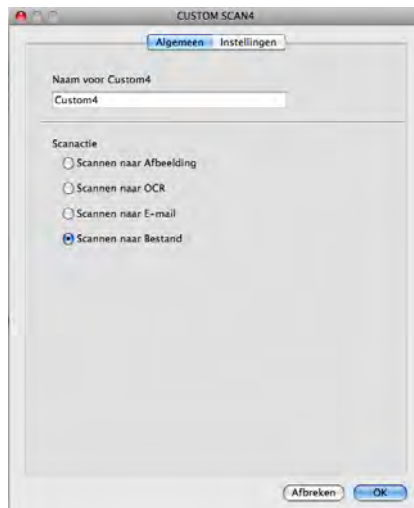 CUSTOM SCAN4
Algemeen Instellingen
Naam voor Custom4
Custom4
Scanactie
Scannen naar Afbeelding
Scannen naar OCR
Scannen naar E-mail
Scannen naar Bestand
Afbreken OK